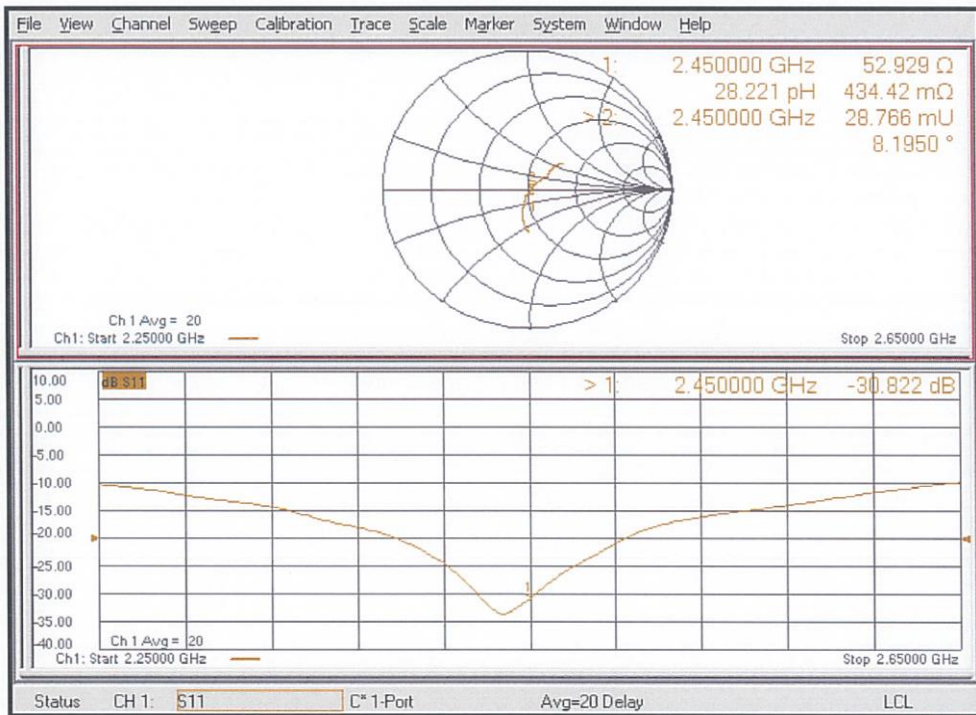 File View Channel Sweep Calibration Trace Scale Marker System Window Help
1: 2.450000 GHz 52.929 Ω
28.221 pH 434.42 mΩ
> 2: 2.450000 GHz 28.766 mU
8.1950 °
Ch 1 Avg = 20
Ch1: Start 2.25000 GHz
Stop 2.65000 GHz
10.00
dB S11
> 1: 2.450000 GHz -30.822 dB
5.00
0.00
-5.00
-10.00
-15.00
-20.00
-25.00
-30.00
1
-35.00
-40.00
Ch 1 Avg = 20
Ch1: Start 2.25000 GHz
Stop 2.65000 GHz
Status CH 1: S11 C* 1-Port Avg=20 Delay LCL